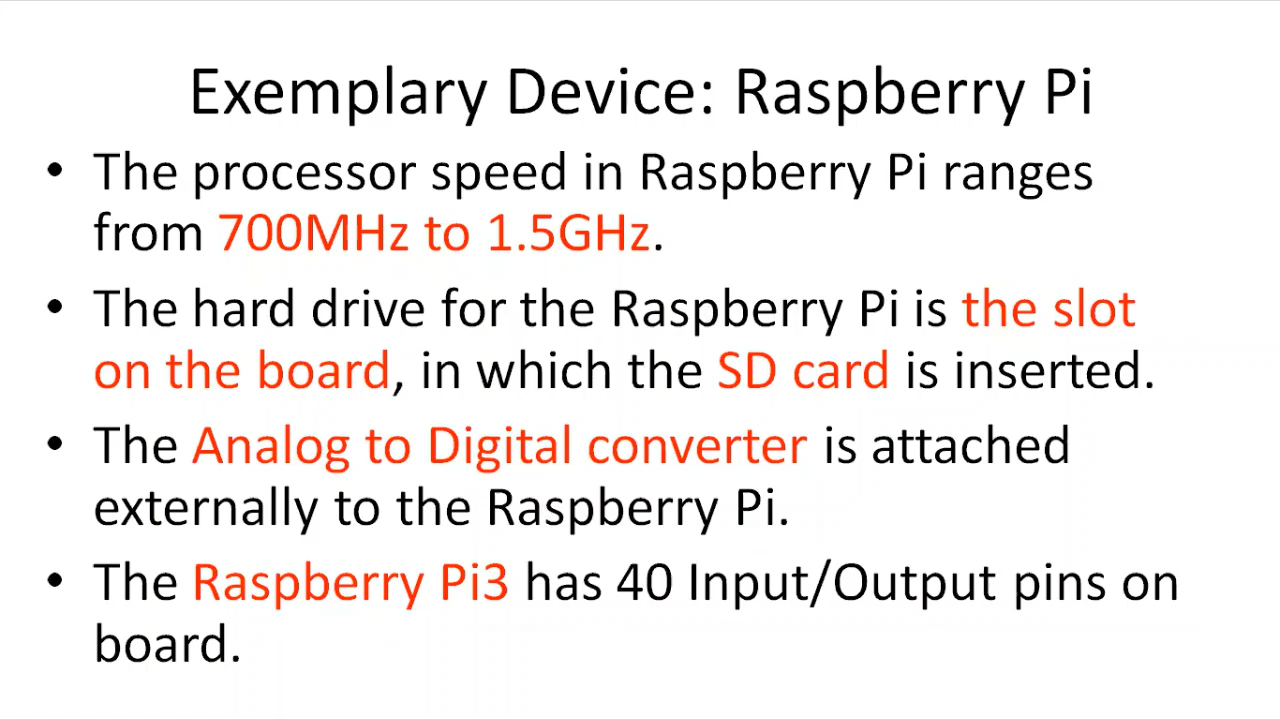 Exemplary Device: Raspberry Pi
• The processor speed in Raspberry Pi ranges
from 700MHz to 1.5GHz.
• The hard drive for the Raspberry Pi is the slot
on the board, in which the SD card is inserted.
• The Analog to Digital converter is attached
externally to the Raspberry Pi.
• The Raspberry Pi3 has 40 Input/Output pins on
board.